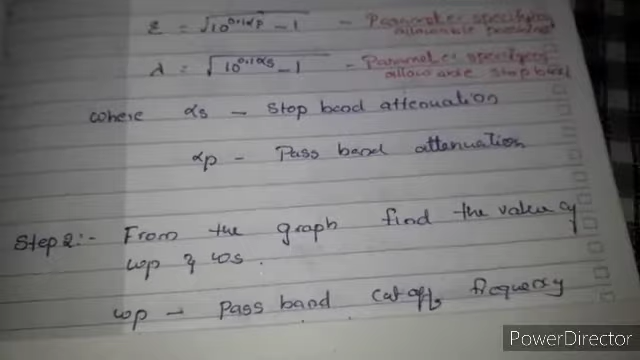 ε = √10^0.1αp − 1 - Parameter specifying allowable passband
λ = √10^0.1αs − 1 - Parameter specifying allowable stop band
where αs - Stop band attenuation
αp - Pass band attenuation
Step 2:- From the graph find the value of
ωp & ωs.
ωp - Pass band cut off frequency
PowerDirector